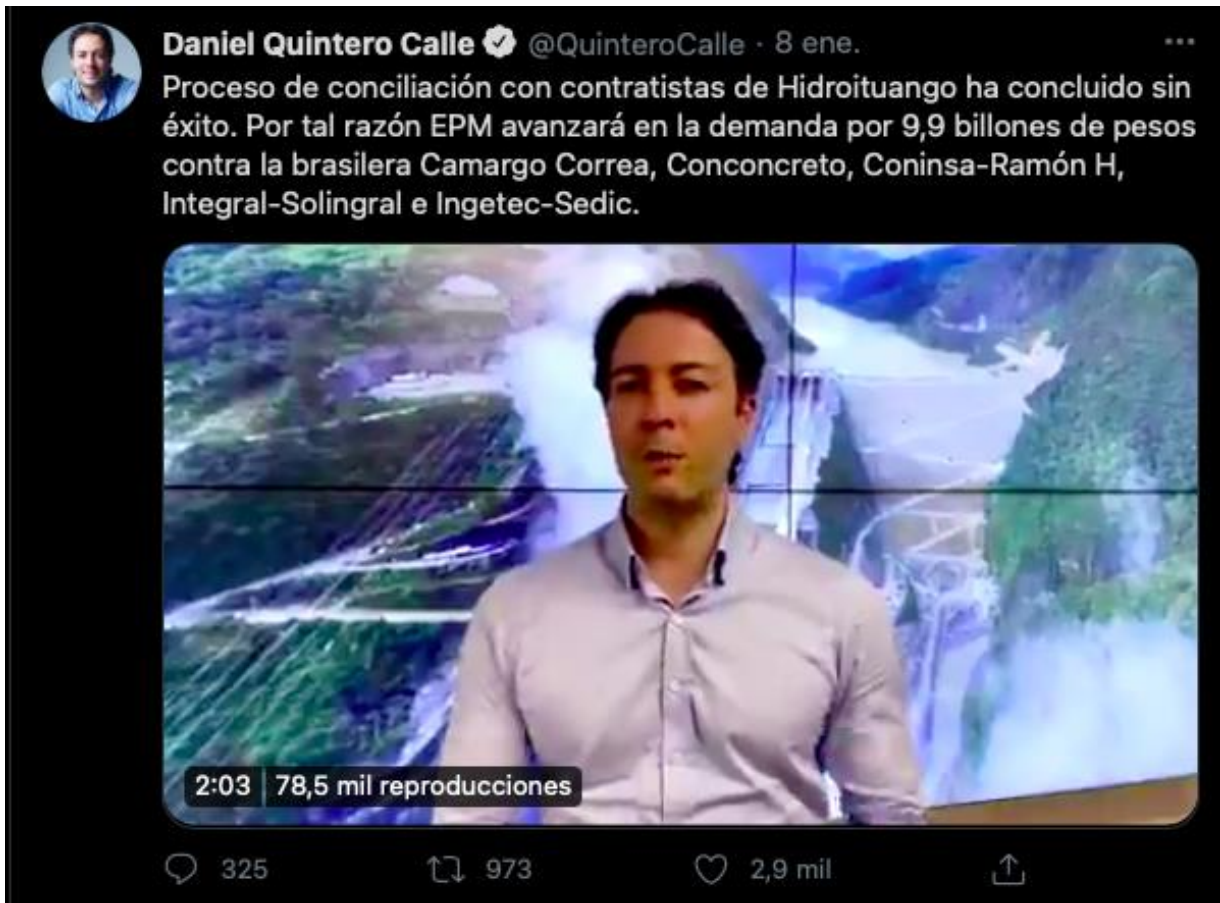 Daniel Quintero Calle @QuinteroCalle · 8 ene.
Proceso de conciliación con contratistas de Hidroituango ha concluido sin
éxito. Por tal razón EPM avanzará en la demanda por 9,9 billones de pesos
contra la brasilera Camargo Correa, Conconcreto, Coninsa-Ramón H,
Integral-Solingral e Ingetec-Sedic.
2:03 78,5 mil reproducciones
325 973 2,9 mil